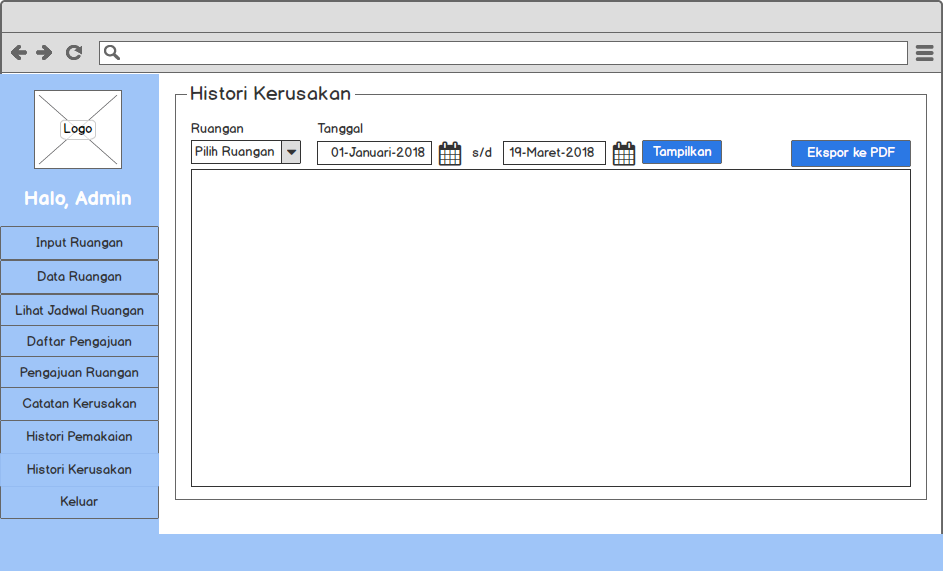 Logo
Halo, Admin
Input Ruangan
Data Ruangan
Lihat Jadwal Ruangan
Daftar Pengajuan
Pengajuan Ruangan
Catatan Kerusakan
Histori Pemakaian
Histori Kerusakan
Keluar
Histori Kerusakan
Ruangan Tanggal
Pilih Ruangan 01-Januari-2018 s/d 19-Maret-2018 Tampilkan Ekspor ke PDF